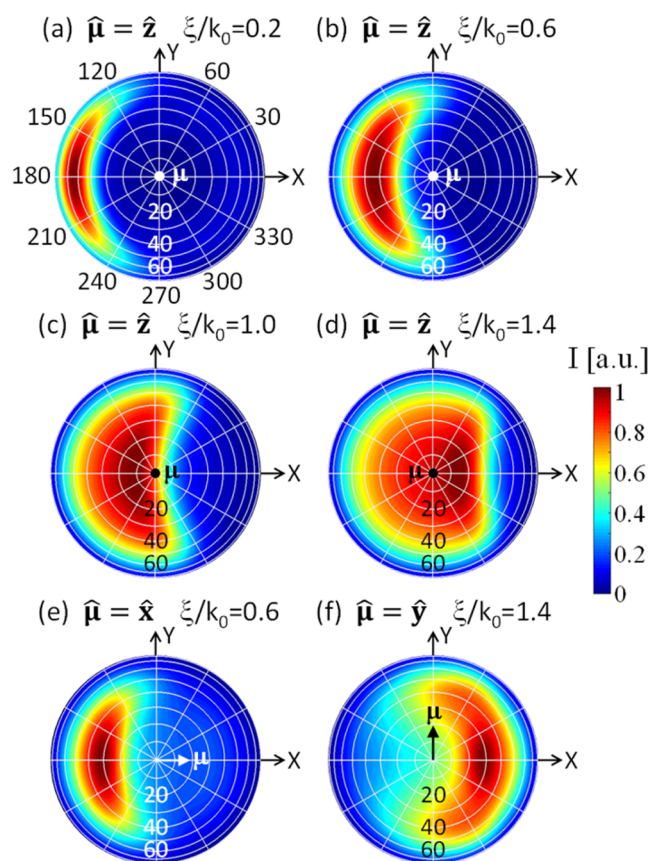 (a) μ̂ = ẑ ξ/k₀=0.2
(b) μ̂ = ẑ ξ/k₀=0.6
Y
120
60
150
30
180
X
μ
210
330
20
40
60
240
300
270
Y
X
μ
20
40
60
(c) μ̂ = ẑ ξ/k₀=1.0
(d) μ̂ = ẑ ξ/k₀=1.4
Y
X
μ
20
40
60
Y
X
μ
20
40
60
I [a.u.]
1
0.8
0.6
0.4
0.2
0
(e) μ̂ = x̂ ξ/k₀=0.6
(f) μ̂ = ŷ ξ/k₀=1.4
Y
X
μ
20
40
60
Y
X
μ
20
40
60